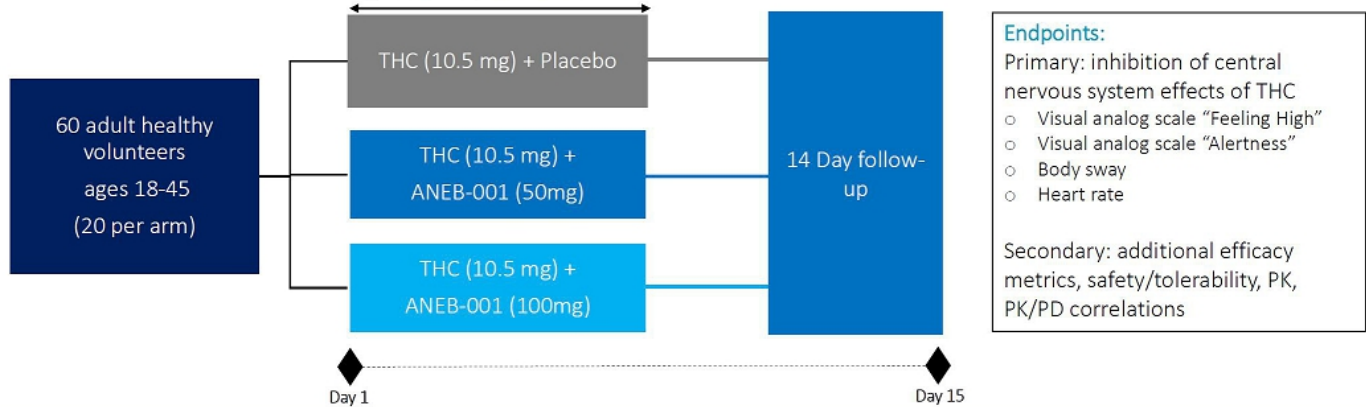 60 adult healthy
volunteers
ages 18-45
(20 per arm)
THC (10.5 mg) + Placebo
THC (10.5 mg) +
ANEB-001 (50mg)
THC (10.5 mg) +
ANEB-001 (100mg)
14 Day follow-
up
Day 1
Day 15
Endpoints:
Primary: inhibition of central
nervous system effects of THC
○ Visual analog scale “Feeling High”
○ Visual analog scale “Alertness”
○ Body sway
○ Heart rate
Secondary: additional efficacy
metrics, safety/tolerability, PK,
PK/PD correlations